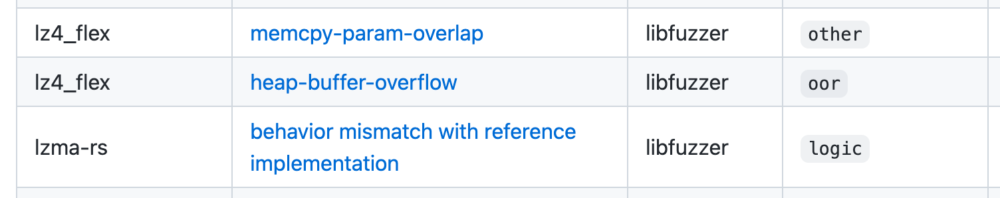 lz4_flex memcpy-param-overlap libfuzzer other
lz4_flex heap-buffer-overflow libfuzzer oor
lzma-rs behavior mismatch with reference libfuzzer logic
implementation